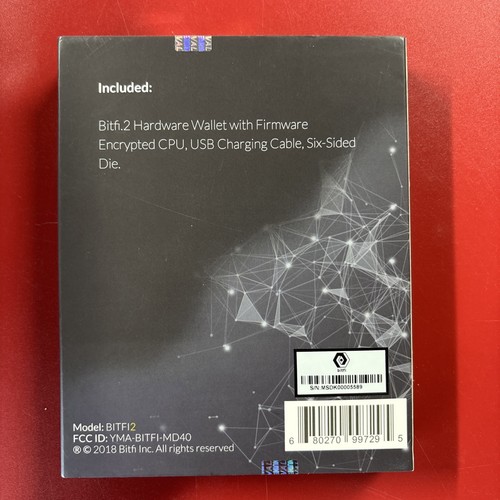 Included:
Bitfi.2 Hardware Wallet with Firmware
Encrypted CPU, USB Charging Cable, Six-Sided
Die.
BITFI
S/N:MSDK00005589
Model: BITFI2
FCC ID: YMA-BITFI-MD40
® © 2018 Bitfi Inc. All rights reserved
6 80270 99729 5